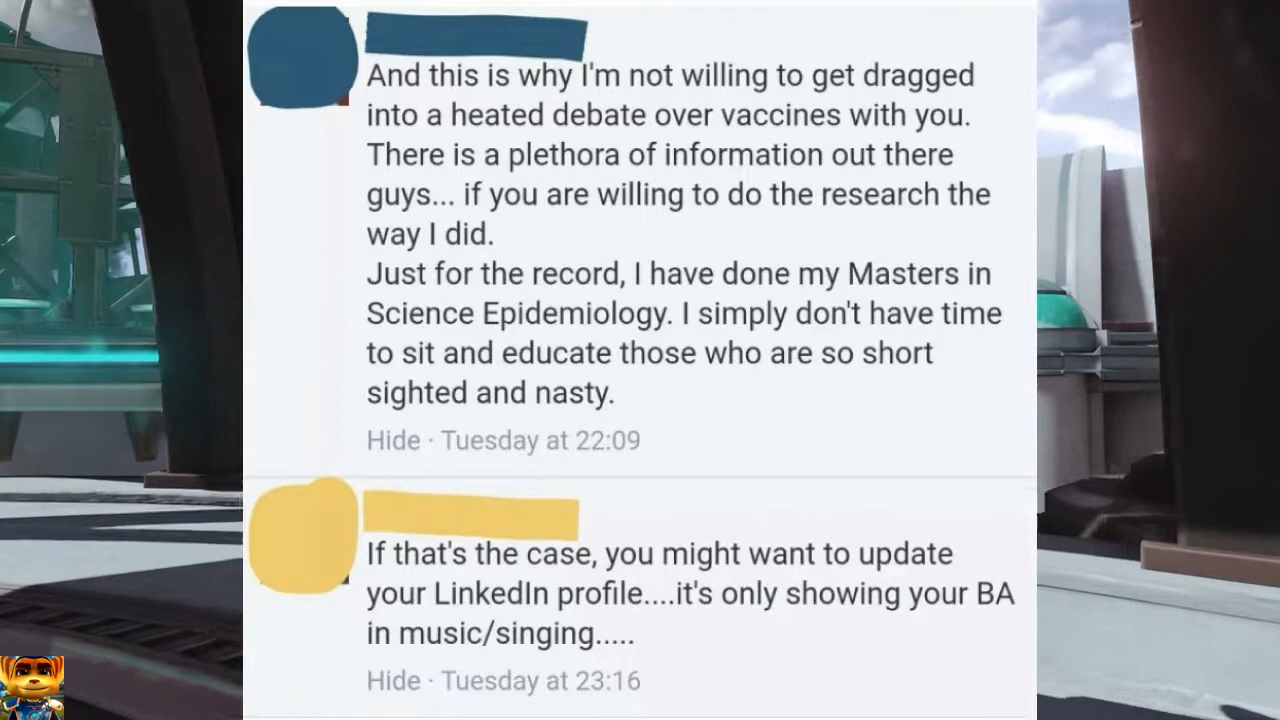 And this is why I'm not willing to get dragged
into a heated debate over vaccines with you.
There is a plethora of information out there
guys... if you are willing to do the research the
way I did.
Just for the record, I have done my Masters in
Science Epidemiology. I simply don't have time
to sit and educate those who are so short
sighted and nasty.
Hide · Tuesday at 22:09
If that's the case, you might want to update
your LinkedIn profile....it's only showing your BA
in music/singing.....
Hide · Tuesday at 23:16